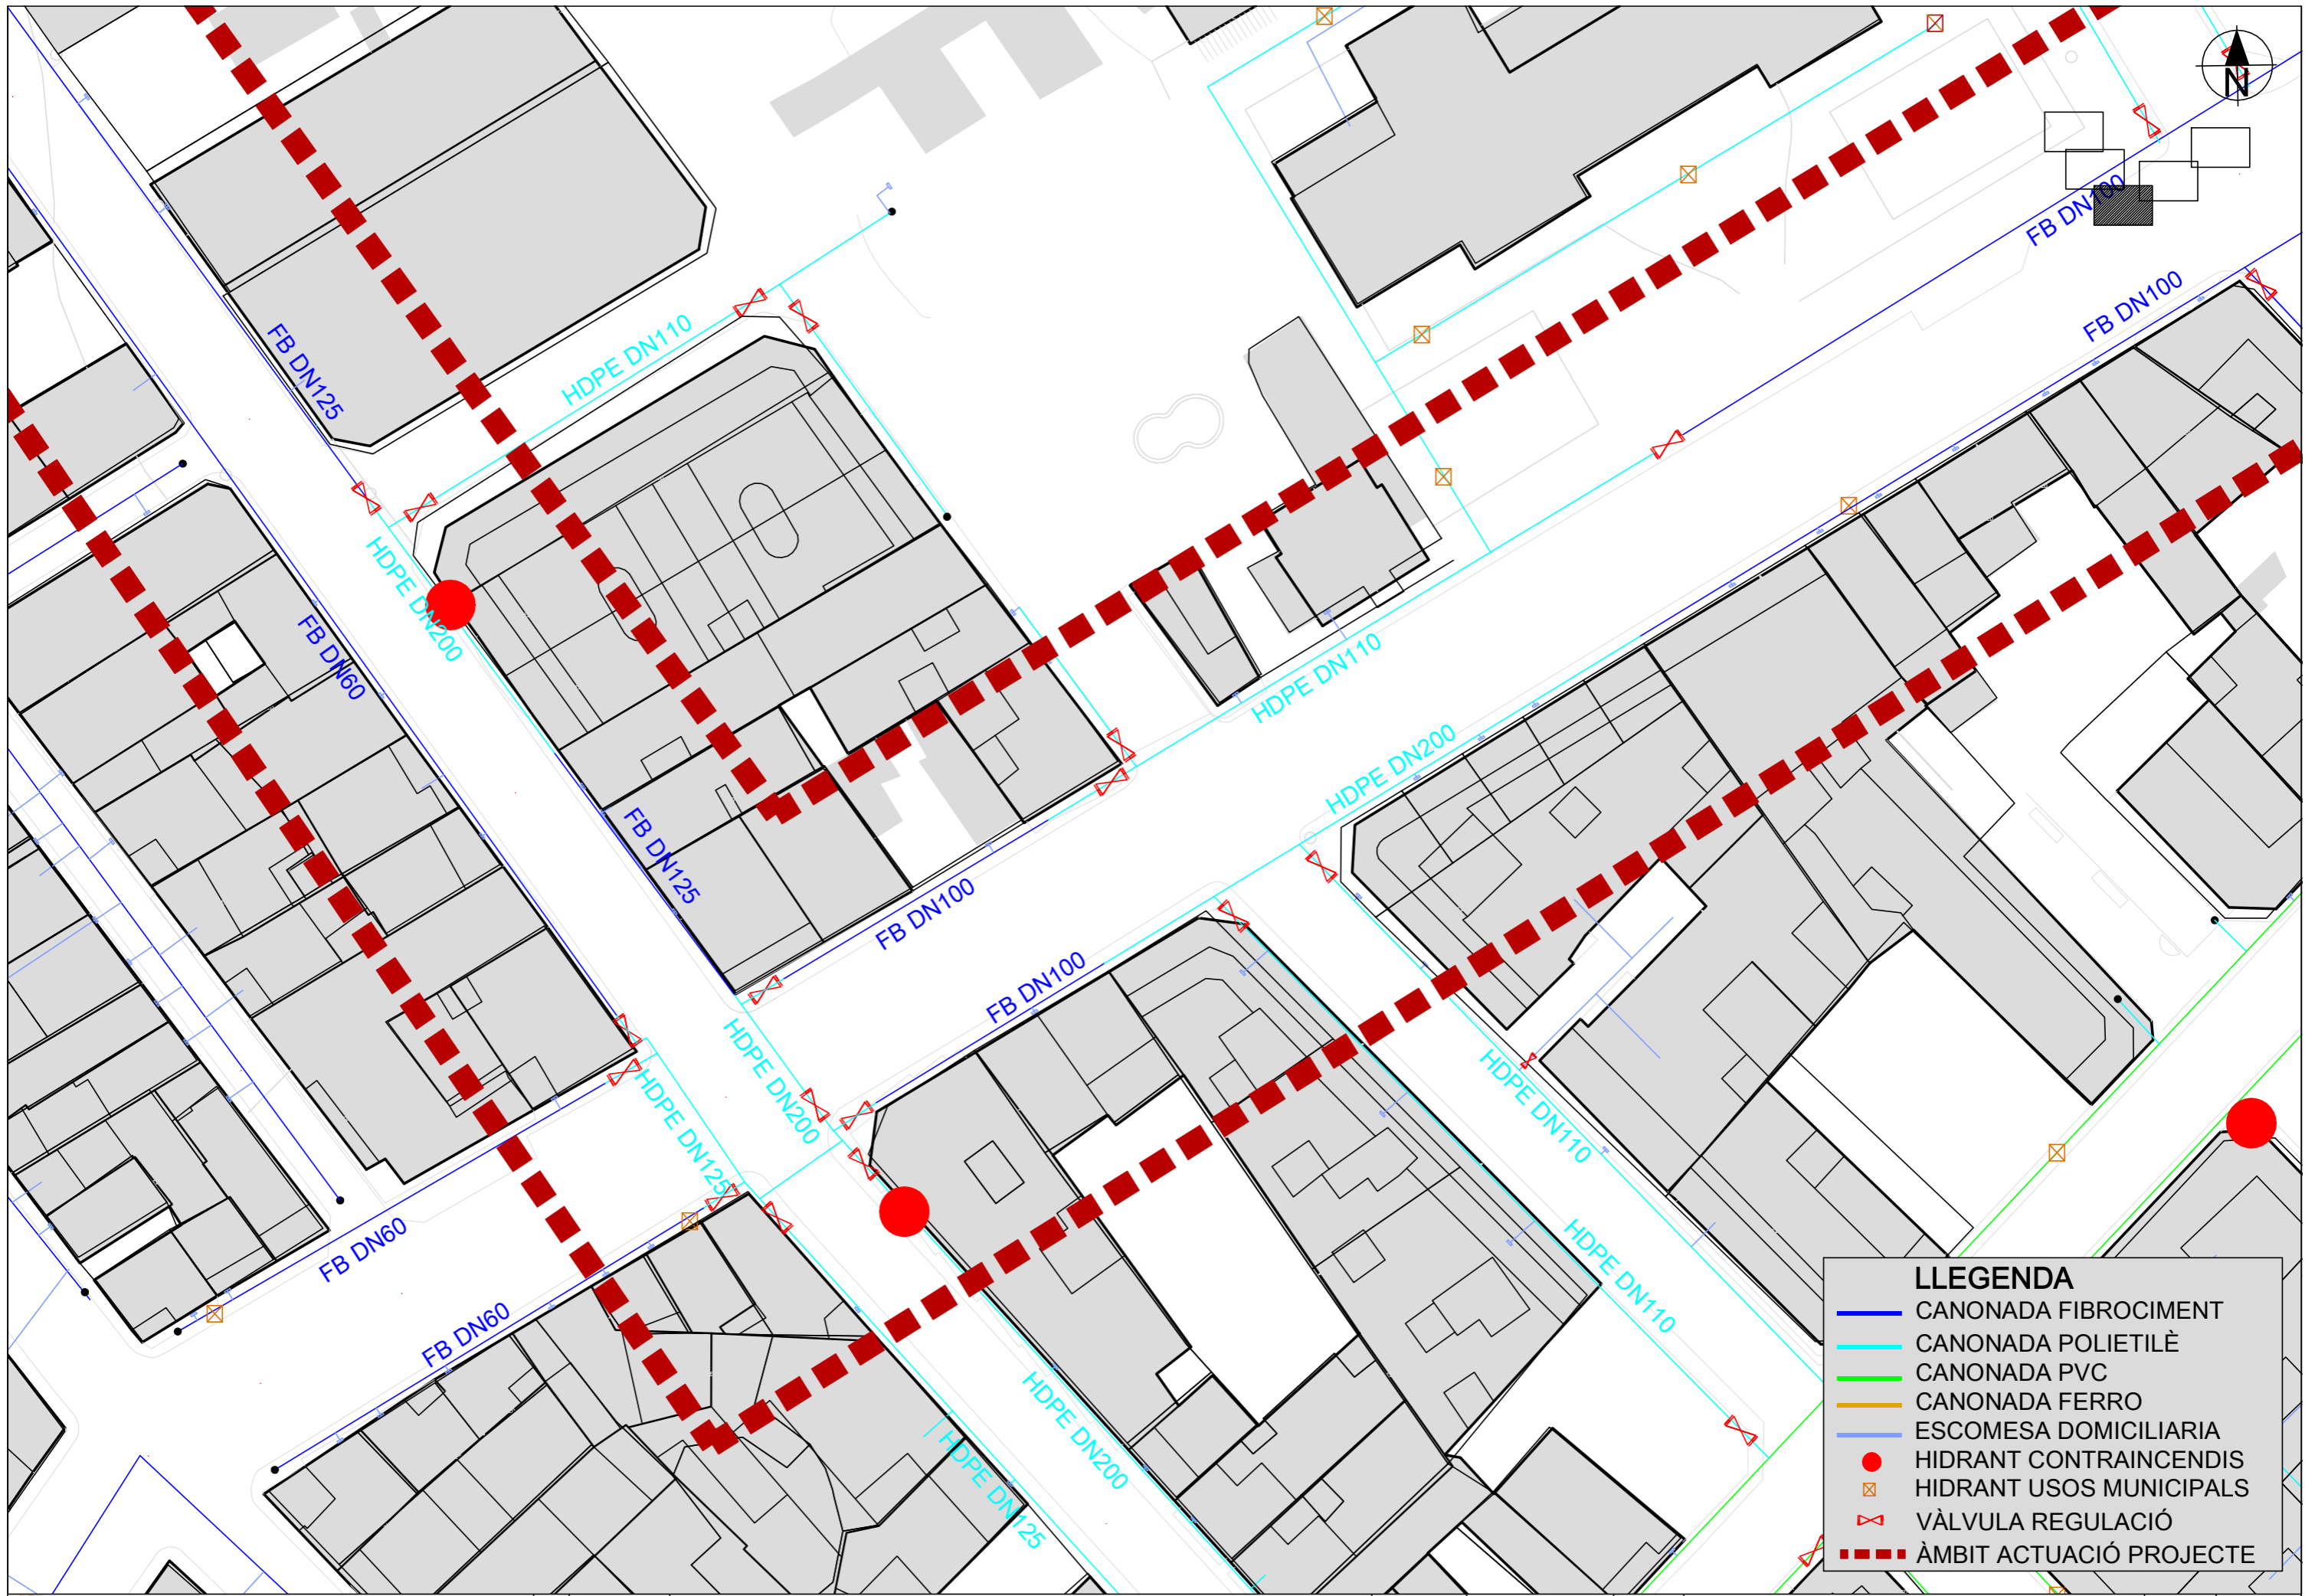 N
FB DN100
FB DN100
FB DN125
HDPE DN110
HDPE DN200
FB DN60
HDPE DN110
HDPE DN200
FB DN125
FB DN100
FB DN100
HDPE DN200
HDPE DN125
HDPE DN110
FB DN60
FB DN60
HDPE DN110
HDPE DN200
HDPE DN125
LLEGENDA
CANONADA FIBROCIMENT
CANONADA POLIETILÈ
CANONADA PVC
CANONADA FERRO
ESCOMESA DOMICILIARIA
HIDRANT CONTRAINCENDIS
HIDRANT USOS MUNICIPALS
VÀLVULA REGULACIÓ
ÀMBIT ACTUACIÓ PROJECTE